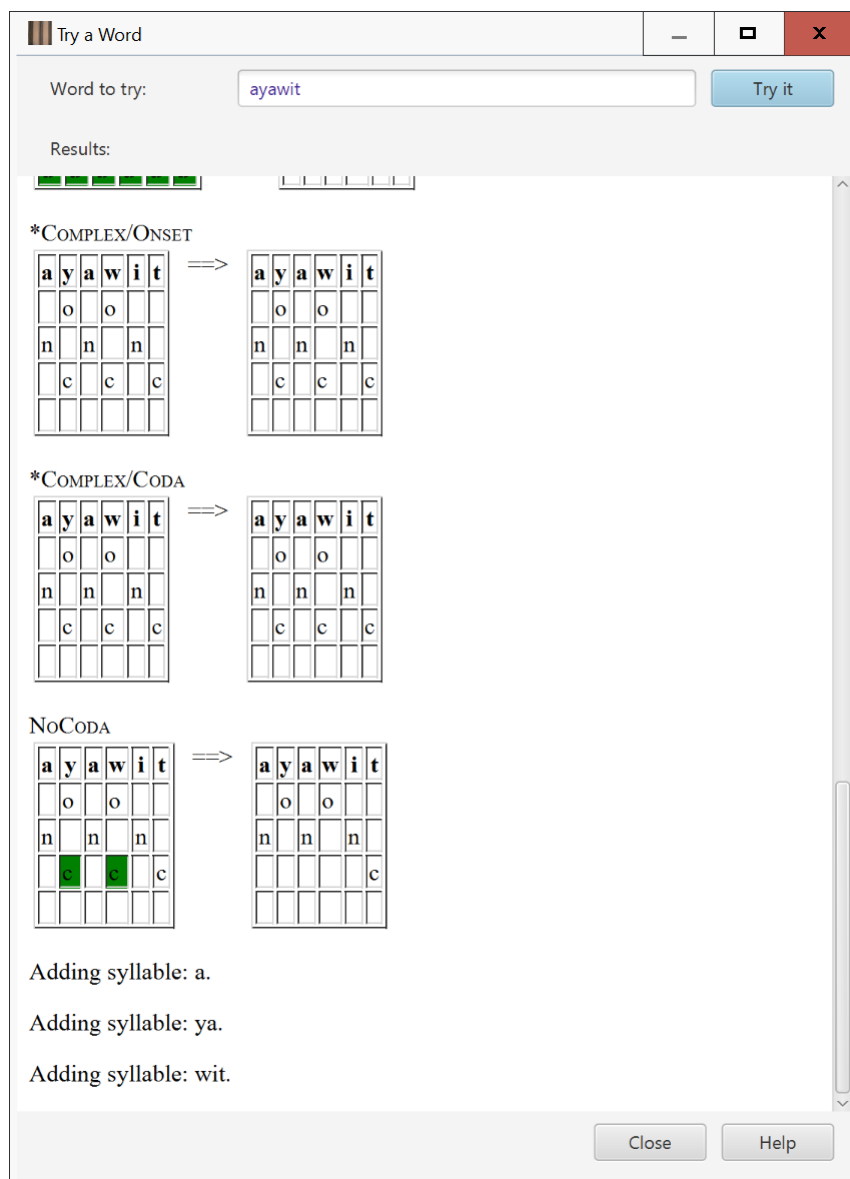 Try a Word
Word to try: ayawit Try it
Results:
*COMPLEX/ONSET
a y a w i t ==> a y a w i t
o o o o
n n n n n n
c c c c c c
*COMPLEX/CODA
a y a w i t ==> a y a w i t
o o o o
n n n n n n
c c c c c c
NOCODA
a y a w i t ==> a y a w i t
o o o o
n n n n n n
c c c c
Adding syllable: a.
Adding syllable: ya.
Adding syllable: wit.
Close Help